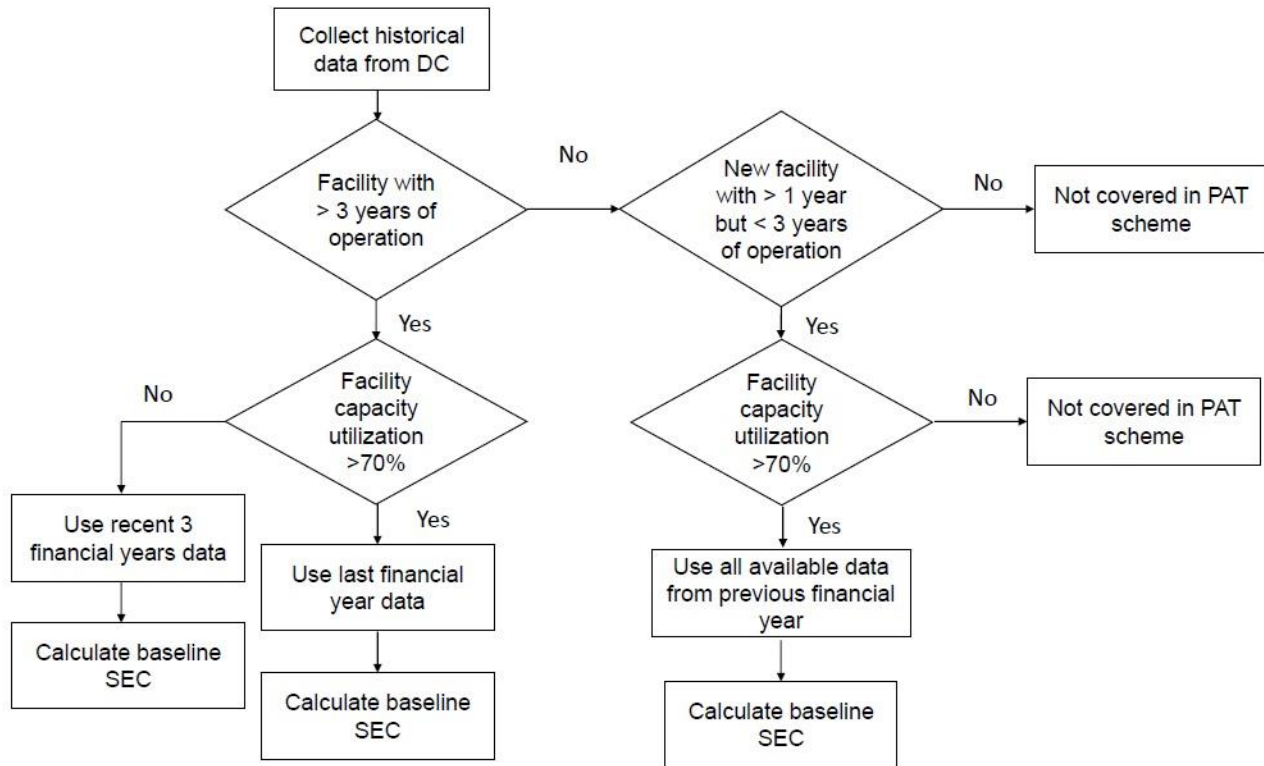 Collect historical
data from DC
Facility with
> 3 years of
operation
No
New facility
with > 1 year
but < 3 years
of operation
No
Not covered in PAT
scheme
Yes
Yes
No
Facility
capacity
utilization
>70%
Facility
capacity
utilization
>70%
No
Not covered in PAT
scheme
Use recent 3
financial years data
Yes
Yes
Use last financial
year data
Use all available data
from previous financial
year
Calculate baseline
SEC
Calculate baseline
SEC
Calculate baseline
SEC